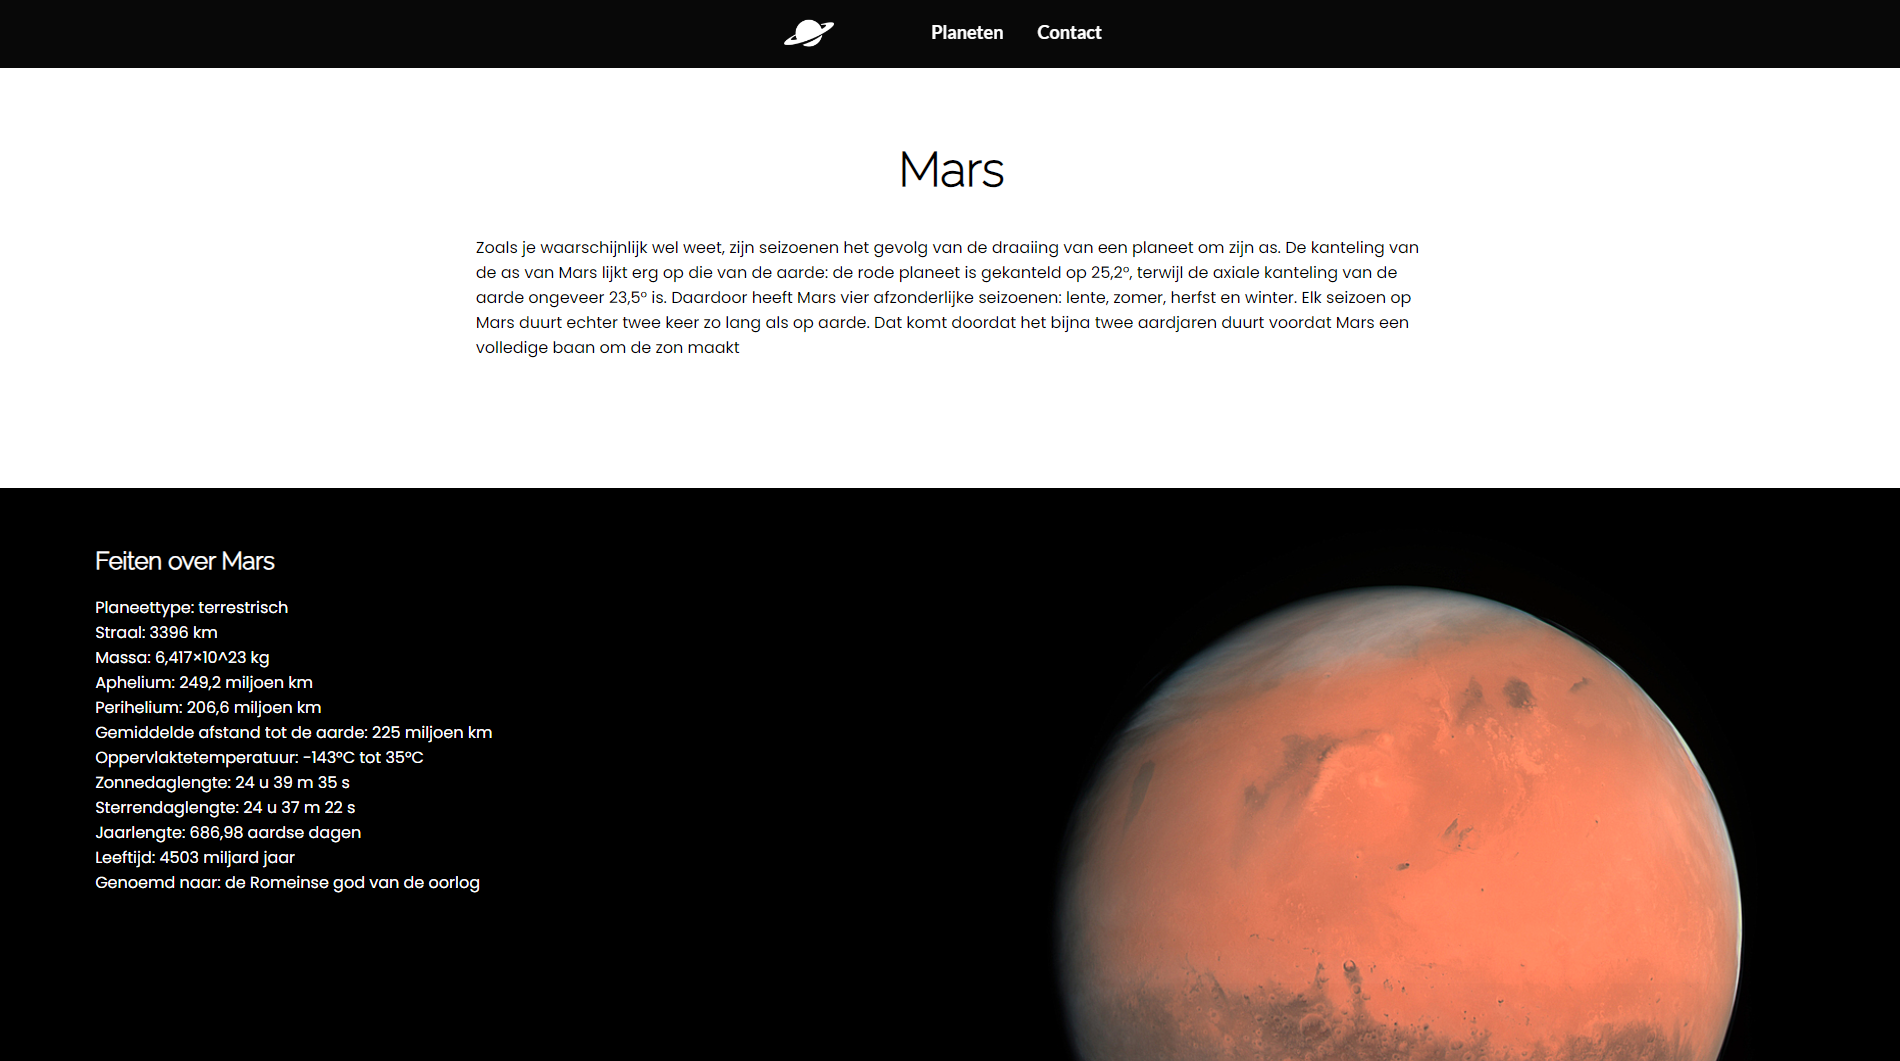 Planeten Contact
Mars
Zoals je waarschijnlijk wel weet, zijn seizoenen het gevolg van de draaiing van een planeet om zijn as. De kanteling van
de as van Mars lijkt erg op die van de aarde: de rode planeet is gekanteld op 25,2°, terwijl de axiale kanteling van de
aarde ongeveer 23,5° is. Daardoor heeft Mars vier afzonderlijke seizoenen: lente, zomer, herfst en winter. Elk seizoen op
Mars duurt echter twee keer zo lang als op aarde. Dat komt doordat het bijna twee aardjaren duurt voordat Mars een
volledige baan om de zon maakt
Feiten over Mars
Planeettype: terrestrisch
Straal: 3396 km
Massa: 6,417×10^23 kg
Aphelium: 249,2 miljoen km
Perihelium: 206,6 miljoen km
Gemiddelde afstand tot de aarde: 225 miljoen km
Oppervlaktetemperatuur: -143°C tot 35°C
Zonnedaglengte: 24 u 39 m 35 s
Sterrendaglengte: 24 u 37 m 22 s
Jaarlengte: 686,98 aardse dagen
Leeftijd: 4503 miljard jaar
Genoemd naar: de Romeinse god van de oorlog